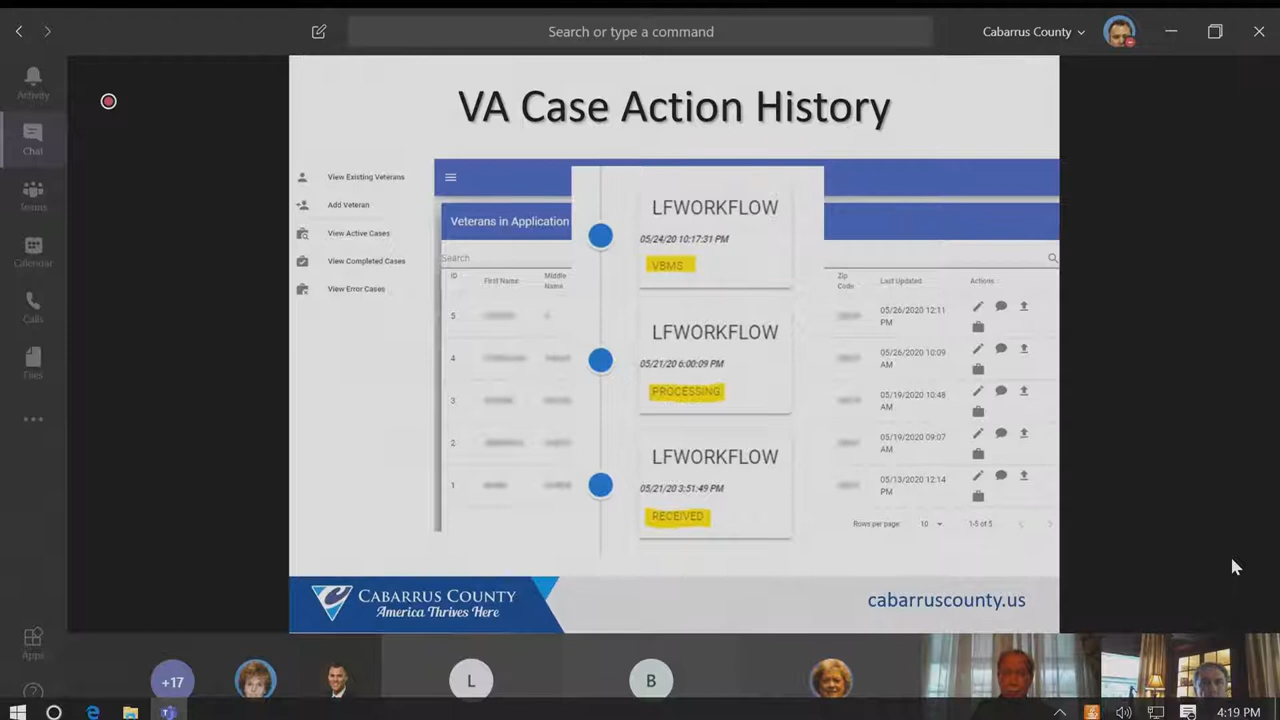 Search or type a command
Cabarrus County
Activity
Chat
Teams
Calendar
Calls
Files
Apps
VA Case Action History
View Existing Veterans
Add Veteran
View Active Cases
View Completed Cases
View Error Cases
Veterans in Application
Search
ID First Name Middle Name Zip Code Last Updated Actions
5 05/26/2020 12:11 PM
4 05/26/2020 10:09 AM
3 05/19/2020 10:48 AM
2 05/19/2020 09:07 AM
1 05/13/2020 12:14 PM
Rows per page: 10 1-5 of 5
LFWORKFLOW
05/24/20 10:17:31 PM
VBMS
LFWORKFLOW
05/21/20 6:00:09 PM
PROCESSING
LFWORKFLOW
05/21/20 3:51:49 PM
RECEIVED
CABARRUS COUNTY
America Thrives Here
cabarruscounty.us
+17
L
B
4:19 PM